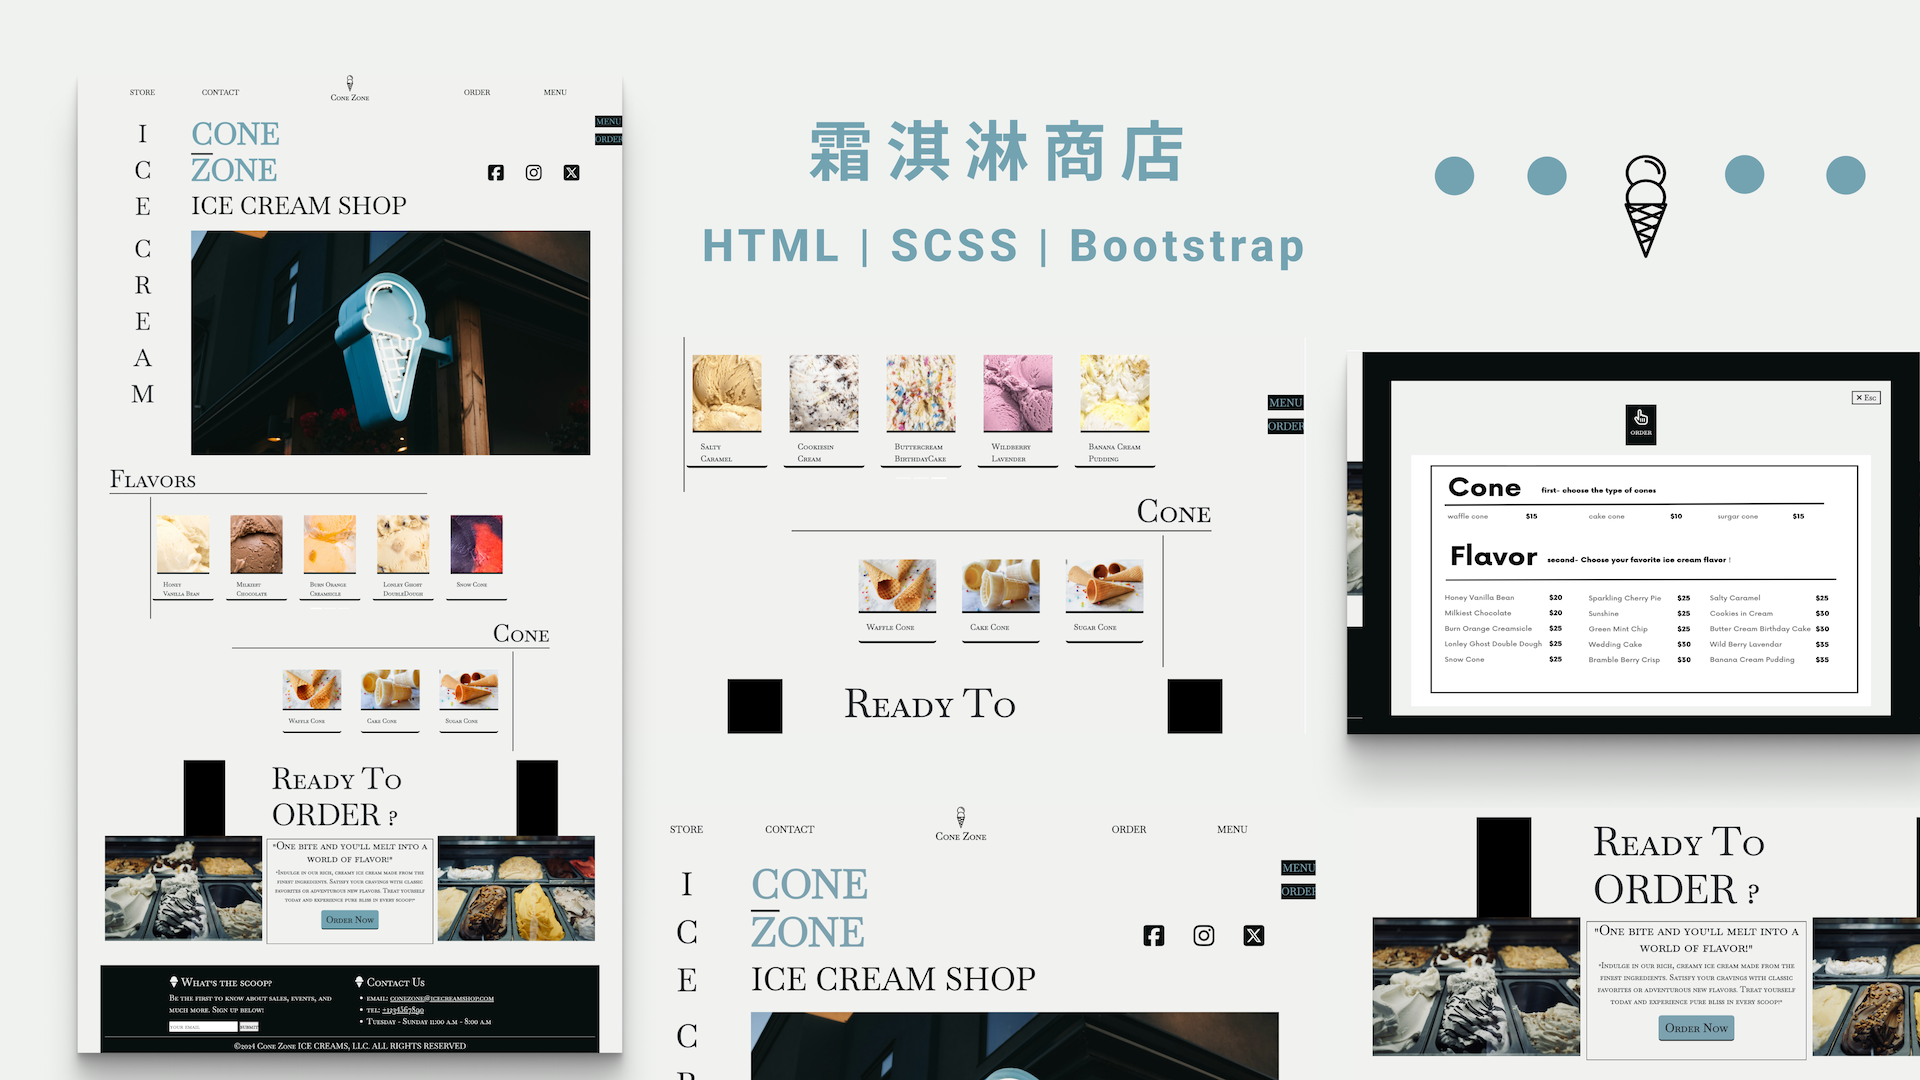 STORE
CONTACT
CONE ZONE
ORDER
MENU
ICE CREAM
CONE
ZONE
ICE CREAM SHOP
MENU
ORDER
FLAVORS
HONEY
VANILLA BEAN
MILKIEST
CHOCOLATE
BURN ORANGE
CREAMSICLE
LONLEY GHOST
DOUBLEDOUGH
SNOW CONE
CONE
WAFFLE CONE
CAKE CONE
SUGAR CONE
READY TO
ORDER ?
"ONE BITE AND YOU'LL MELT INTO A
WORLD OF FLAVOR!"
"INDULGE IN OUR RICH, CREAMY ICE CREAM MADE FROM THE
FINEST INGREDIENTS. SATISFY YOUR CRAVINGS WITH CLASSIC
FAVORITES OR ADVENTUROUS NEW FLAVORS. TREAT YOURSELF
TODAY AND EXPERIENCE PURE BLISS IN EVERY SCOOP!"
ORDER NOW
WHAT'S THE SCOOP?
BE THE FIRST TO KNOW ABOUT SALES, EVENTS, AND
MUCH MORE. SIGN UP BELOW!
YOUR EMAIL
SUBMIT
CONTACT US
EMAIL: CONEZONE@ICECREAMSHOP.COM
TEL: +1234567890
TUESDAY - SUNDAY 11:00 A.M - 8:00 A.M
©2024 CONE ZONE ICE CREAMS, LLC. ALL RIGHTS RESERVED
霜淇淋商店
HTML | SCSS | Bootstrap
SALTY
CARAMEL
COOKIESIN
CREAM
BUTTERCREAM
BIRTHDAYCAKE
WILDBERRY
LAVENDER
BANANA CREAM
PUDDING
MENU
ORDER
CONE
WAFFLE CONE
CAKE CONE
SUGAR CONE
READY TO
STORE
CONTACT
CONE ZONE
ORDER
MENU
ICE C
CONE
ZONE
ICE CREAM SHOP
MENU
ORDER
× Esc
ORDER
Cone first- choose the type of cones
waffle cone $15 cake cone $10 surgar cone $15
Flavor second- Choose your favorite ice cream flavar !
Honey Vanilla Bean $20 Sparkling Cherry Pie $25 Salty Caramel $25
Milkiest Chocolate $20 Sunshine $25 Cookies in Cream $30
Burn Orange Creamsicle $25 Green Mint Chip $25 Butter Cream Birthday Cake $30
Lonley Ghost Double Dough $25 Wedding Cake $30 Wild Berry Lavendar $35
Snow Cone $25 Bramble Berry Crisp $30 Banana Cream Pudding $35
READY TO
ORDER ?
"ONE BITE AND YOU'LL MELT INTO A
WORLD OF FLAVOR!"
"INDULGE IN OUR RICH, CREAMY ICE CREAM MADE FROM THE
FINEST INGREDIENTS. SATISFY YOUR CRAVINGS WITH CLASSIC
FAVORITES OR ADVENTUROUS NEW FLAVORS. TREAT YOURSELF
TODAY AND EXPERIENCE PURE BLISS IN EVERY SCOOP!"
ORDER NOW